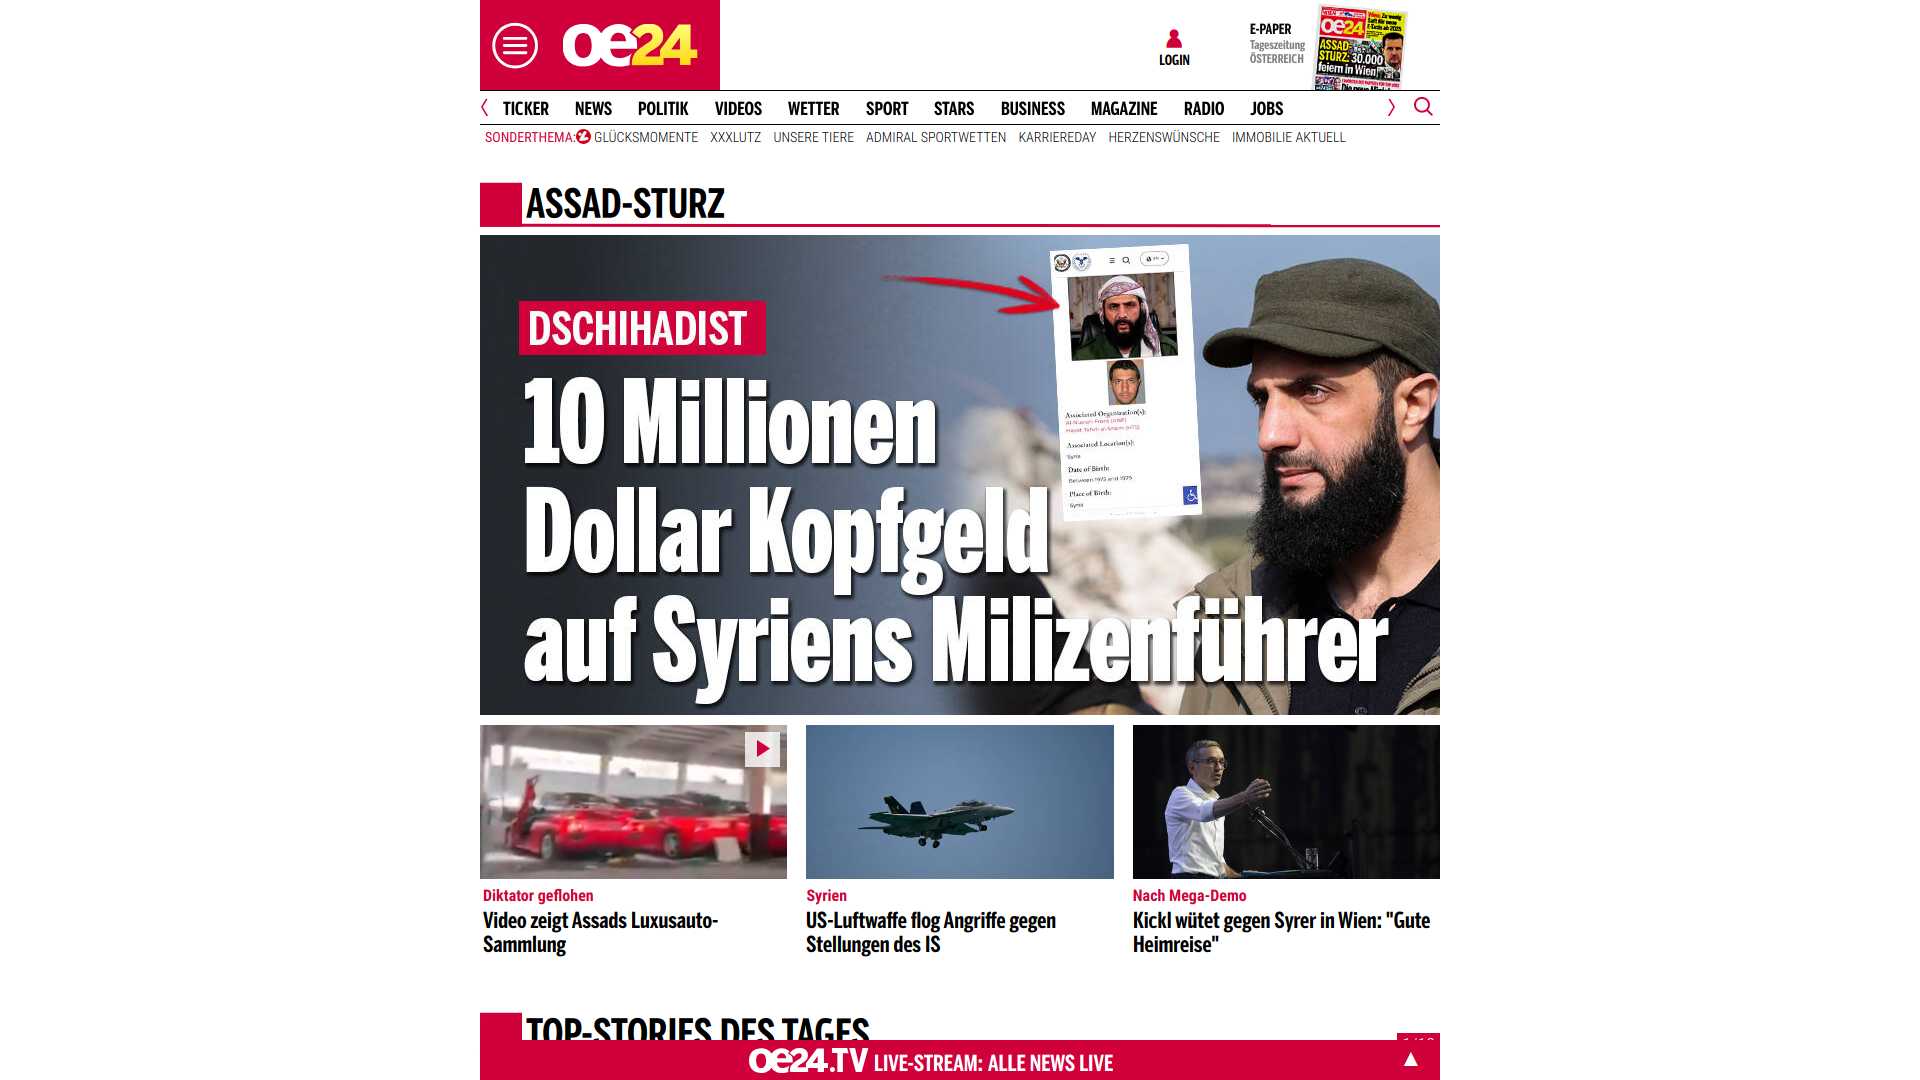 oe24
LOGIN
E-PAPER
Tageszeitung
ÖSTERREICH
WIEN
oe24
ASSAD-
STURZ: 30.000
feiern in Wien
TICKER NEWS POLITIK VIDEOS WETTER SPORT STARS BUSINESS MAGAZINE RADIO JOBS
SONDERTHEMA: GLÜCKSMOMENTE XXXLUTZ UNSERE TIERE ADMIRAL SPORTWETTEN KARRIEREDAY HERZENSWÜNSCHE IMMOBILIE AKTUELL
ASSAD-STURZ
DSCHIHADIST
10 Millionen
Dollar Kopfgeld
auf Syriens Milizenführer
Associated Organization(s):
Associated Location(s):
Syria
Date of Birth:
Between 1975 and 1979
Place of Birth:
Syria
Diktator geflohen
Video zeigt Assads Luxusauto-
Sammlung
Syrien
US-Luftwaffe flog Angriffe gegen
Stellungen des IS
Nach Mega-Demo
Kickl wütet gegen Syrer in Wien: "Gute
Heimreise"
TOP-STORIES DES TAGES
oe24.TV LIVE-STREAM: ALLE NEWS LIVE